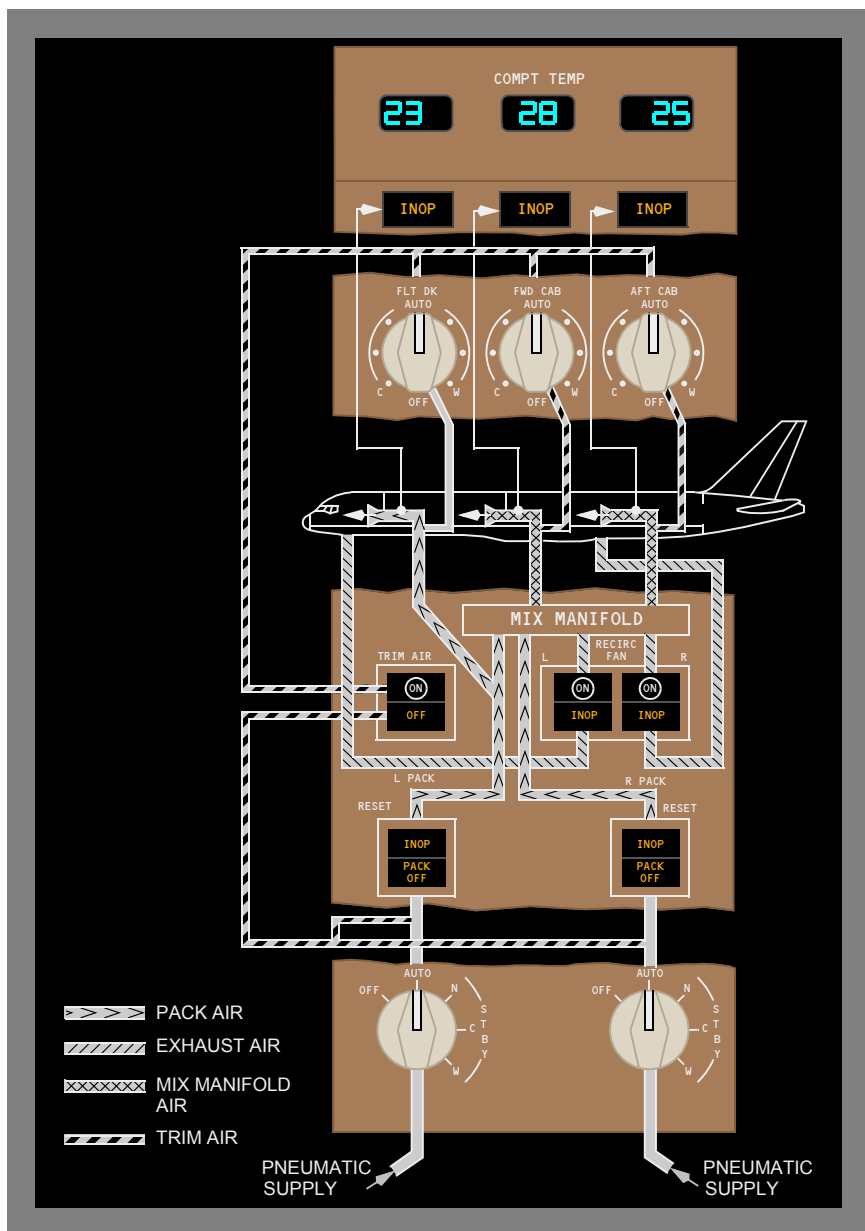 COMPT TEMP
23 28 25
INOP INOP INOP
FLT DK FWD CAB AFT CAB
AUTO AUTO AUTO
C W C W C W
OFF OFF OFF
MIX MANIFOLD
RECIRC
TRIM AIR L FAN R
ON ON ON
OFF INOP INOP
L PACK R PACK
RESET RESET
INOP INOP
PACK PACK
OFF OFF
AUTO AUTO
OFF N OFF N
S S
T T
C C
B B
Y Y
W W
PACK AIR
EXHAUST AIR
MIX MANIFOLD
AIR
TRIM AIR
PNEUMATIC PNEUMATIC
SUPPLY SUPPLY